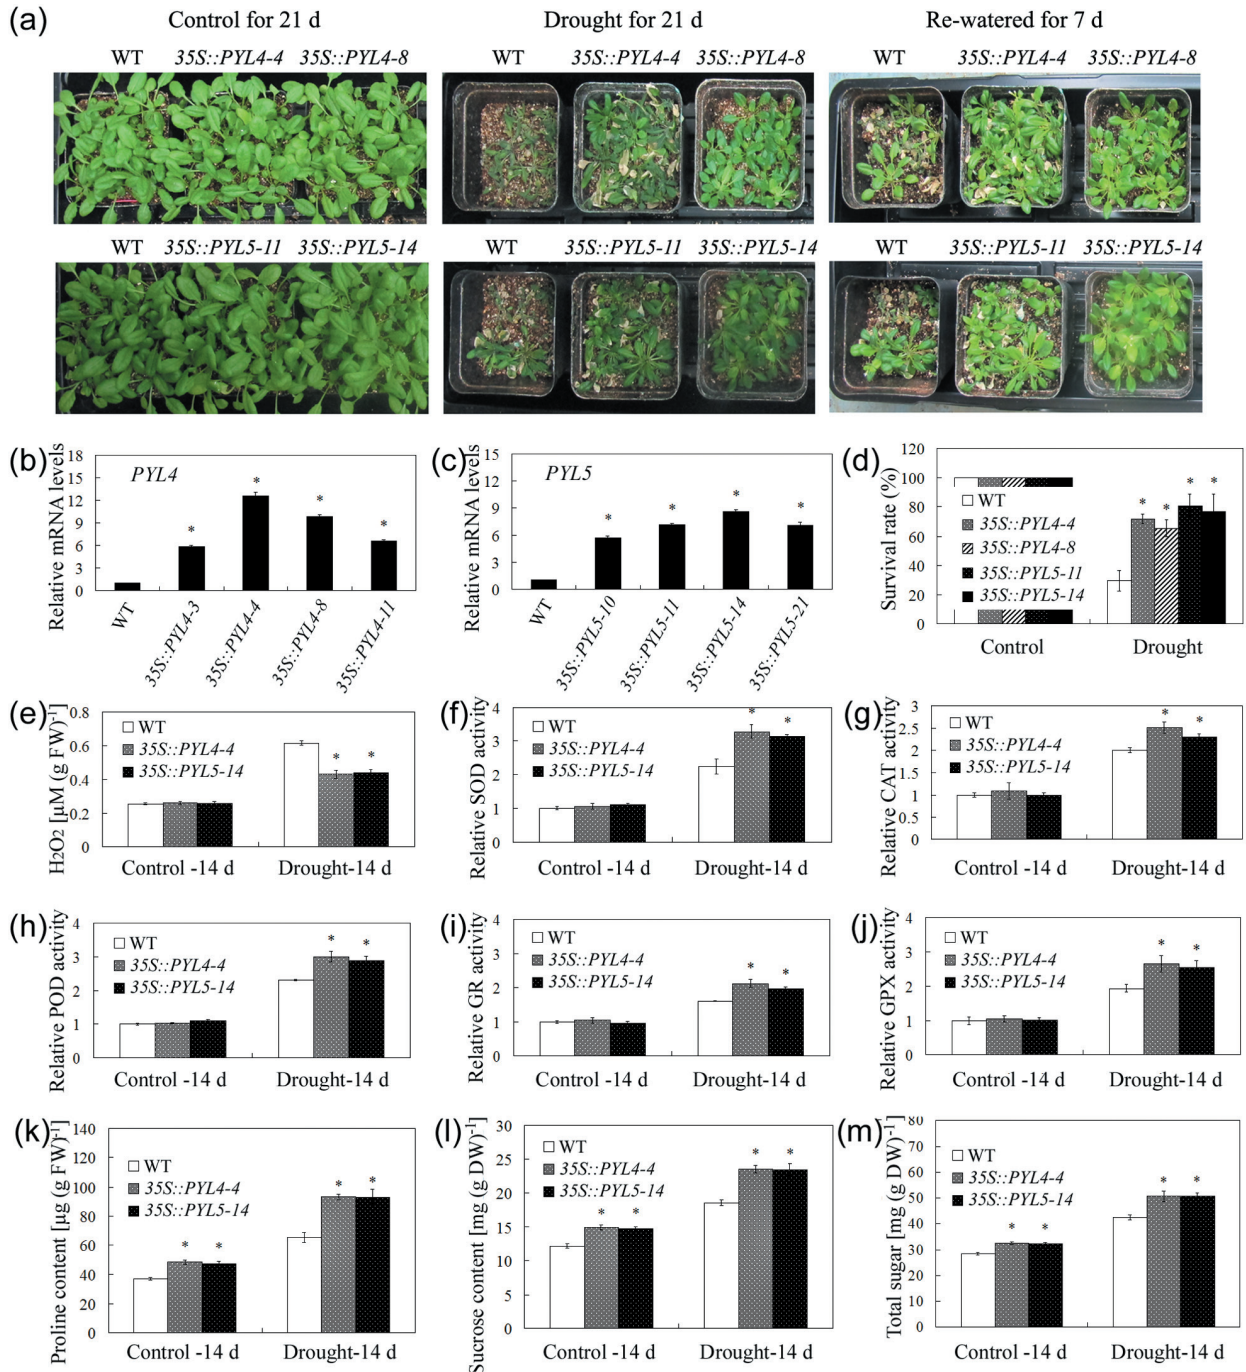 (a)
Control for 21 d Drought for 21 d Re-watered for 7 d
WT 35S::PYL4-4 35S::PYL4-8 WT 35S::PYL4-4 35S::PYL4-8 WT 35S::PYL4-4 35S::PYL4-8
WT 35S::PYL5-11 35S::PYL5-14 WT 35S::PYL5-11 35S::PYL5-14 WT 35S::PYL5-11 35S::PYL5-14
(b)
Relative mRNA levels
18
15
12
9
6
3
0
PYL4
* * * *
WT 35S::PYL4-3 35S::PYL4-4 35S::PYL4-8 35S::PYL4-11
(c)
Relative mRNA levels
15
12
9
6
3
0
PYL5
* * * *
WT 35S::PYL5-10 35S::PYL5-11 35S::PYL5-14 35S::PYL5-21
(d)
Survival rate (%)
120
100
80
60
40
20
0
WT
35S::PYL4-4
35S::PYL4-8
35S::PYL5-11
35S::PYL5-14
* * * *
Control Drought
(e)
H2O2 [µM (g FW)-1
0.8
0.6
0.4
0.2
0
WT
35S::PYL4-4
35S::PYL5-14
* *
Control -14 d Drought-14 d
(f)
Relative SOD activity
4
3
2
1
0
WT
35S::PYL4-4
35S::PYL5-14
* *
Control -14 d Drought-14 d
(g)
Relative CAT activity
3
2.5
2
1.5
1
0.5
0
WT
35S::PYL4-4
35S::PYL5-14
* *
Control -14 d Drought-14 d
(h)
Relative POD activity
4
3
2
1
0
WT
35S::PYL4-4
35S::PYL5-14
* *
Control -14 d Drought-14 d
(i)
Relative GR activity
4
3
2
1
0
WT
35S::PYL4-4
35S::PYL5-14
* *
Control -14 d Drought-14 d
(j)
Relative GPX activity
4
3
2
1
0
WT
35S::PYL4-4
35S::PYL5-14
* *
Control -14 d Drought-14 d
(k)
Proline content [µg (g FW)-1]
140
120
100
80
60
40
20
0
WT
35S::PYL4-4
35S::PYL5-14
* * * *
Control -14 d Drought-14 d
(l)
Sucrose content [mg (g DW)-1]
30
25
20
15
10
5
0
WT
35S::PYL4-4
35S::PYL5-14
* * * *
Control -14 d Drought-14 d
(m)
Total sugar [mg (g DW)-1]
80
70
60
50
40
30
20
10
0
WT
35S::PYL4-4
35S::PYL5-14
* * * *
Control -14 d Drought-14 d